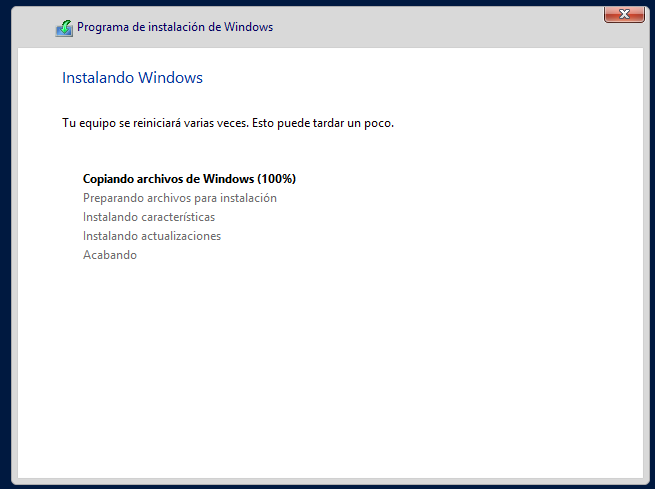 Programa de instalación de Windows
Instalando Windows
Tu equipo se reiniciará varias veces. Esto puede tardar un poco.
Copiando archivos de Windows (100%)
Preparando archivos para instalación
Instalando características
Instalando actualizaciones
Acabando